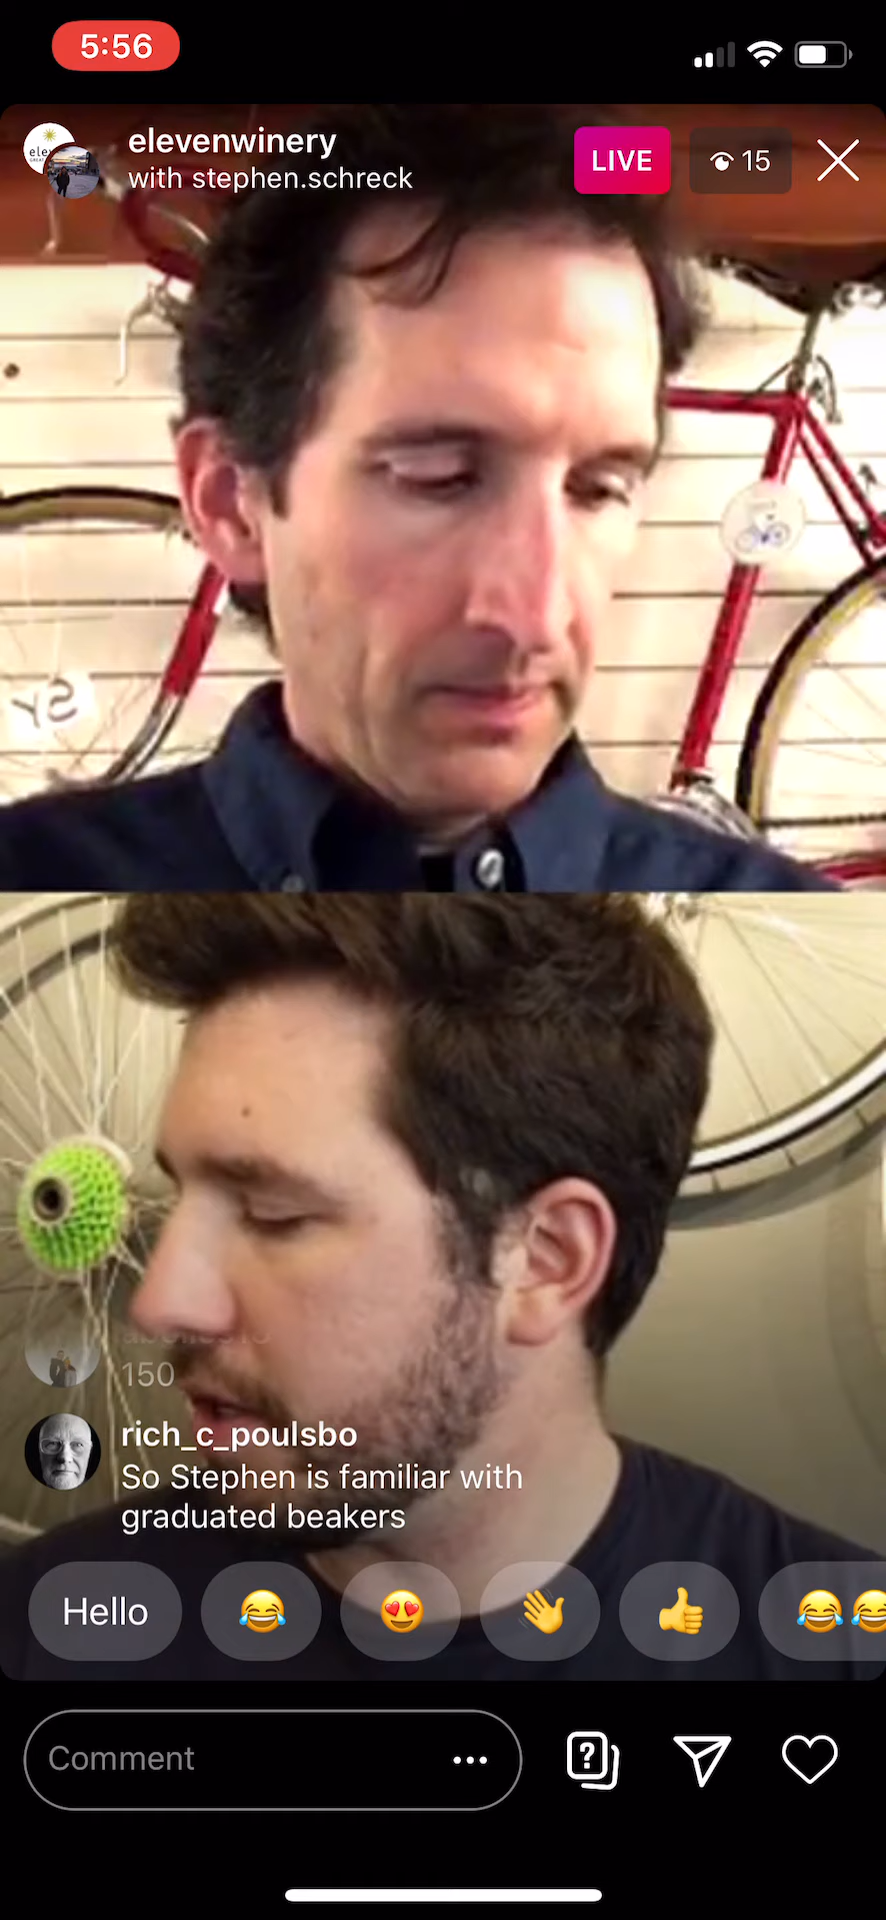 5:56
elevenwinery
with stephen.schreck
LIVE
15
150
rich_c_poulsbo
So Stephen is familiar with
graduated beakers
Hello
Comment